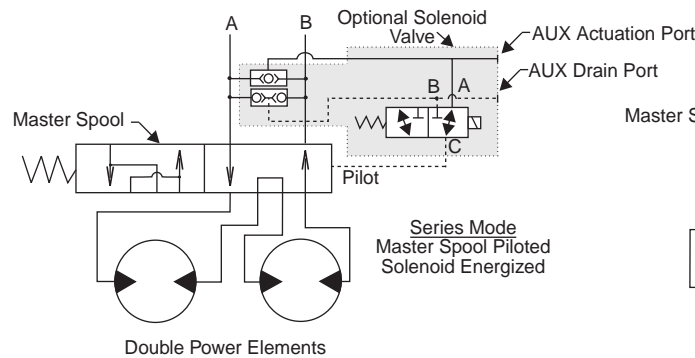 A
B
Optional Solenoid
Valve
AUX Actuation Port
AUX Drain Port
B
A
Master Spool
Master S
C
Pilot
Series Mode
Master Spool Piloted
Solenoid Energized
Double Power Elements